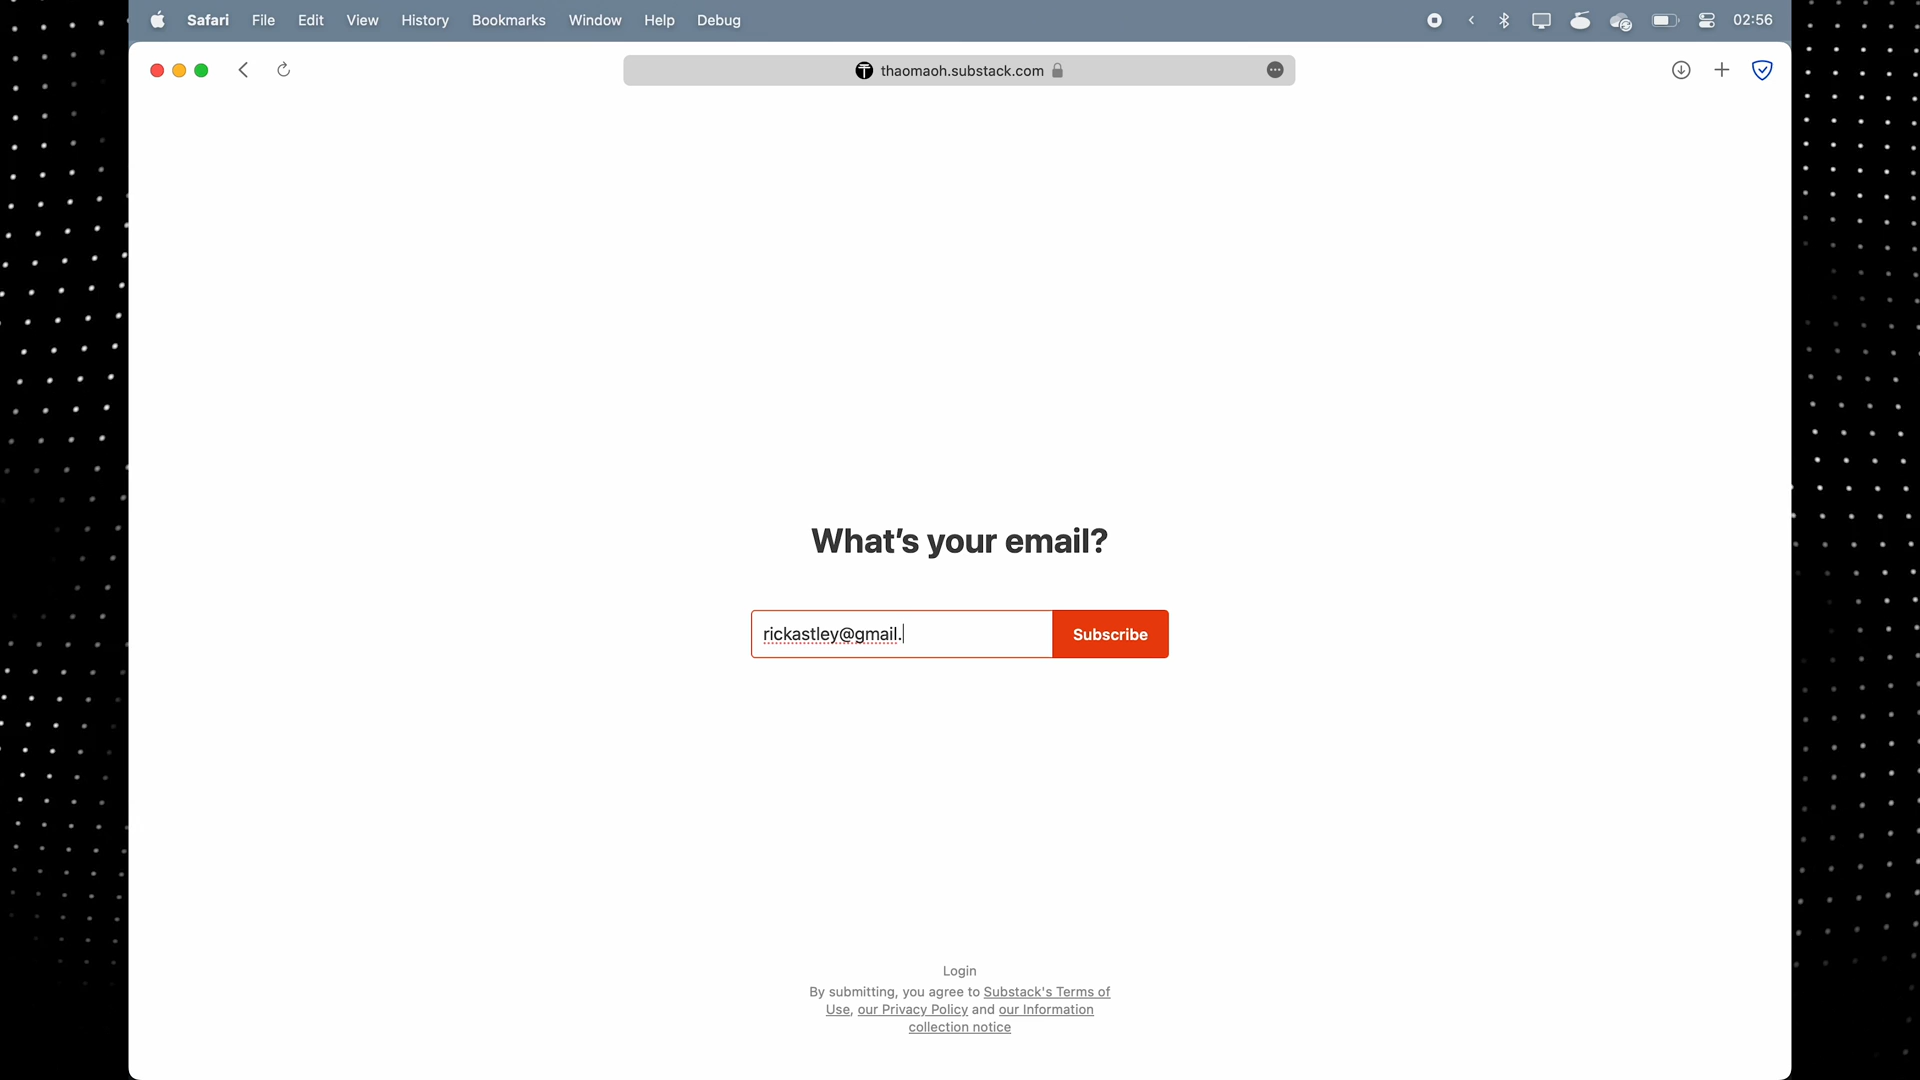 Safari File Edit View History Bookmarks Window Help Debug 02:56
thaomaoh.substack.com
What's your email?
rickastley@gmail.
Subscribe
Login
By submitting, you agree to Substack's Terms of
Use, our Privacy Policy and our Information
collection notice